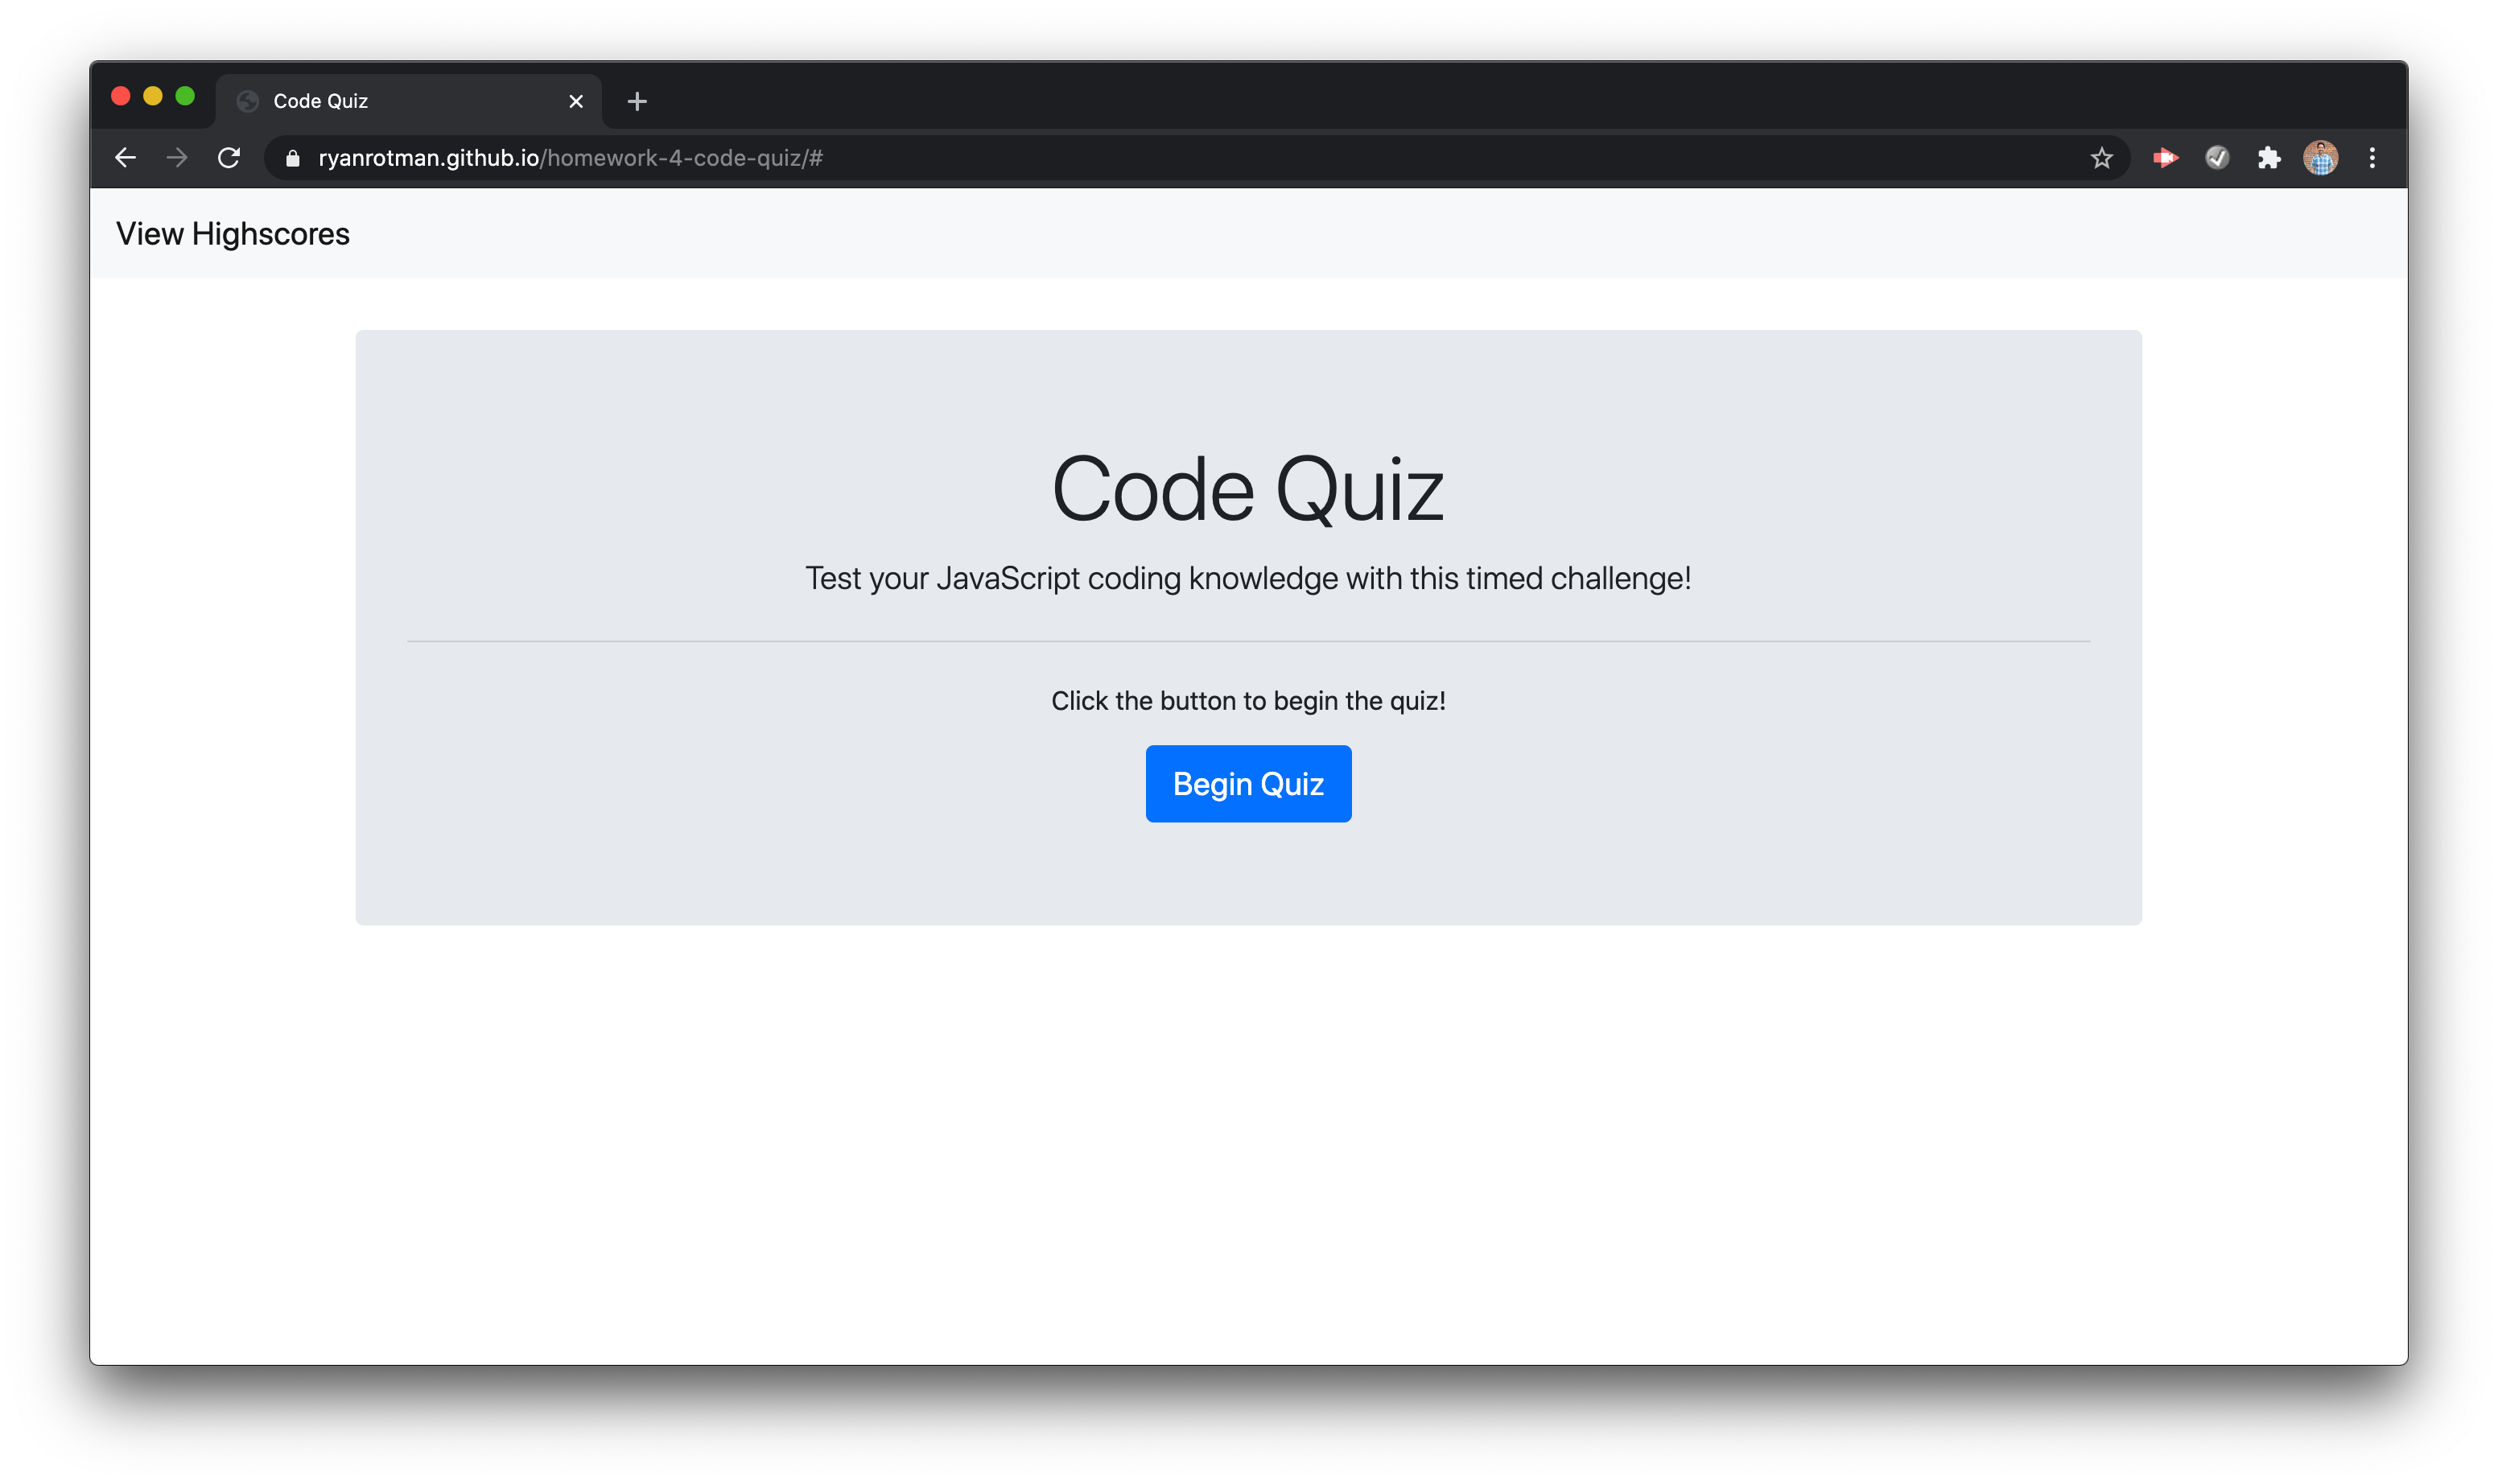 Code Quiz
ryanrotman.github.io/homework-4-code-quiz/#
View Highscores
Code Quiz
Test your JavaScript coding knowledge with this timed challenge!
Click the button to begin the quiz!
Begin Quiz